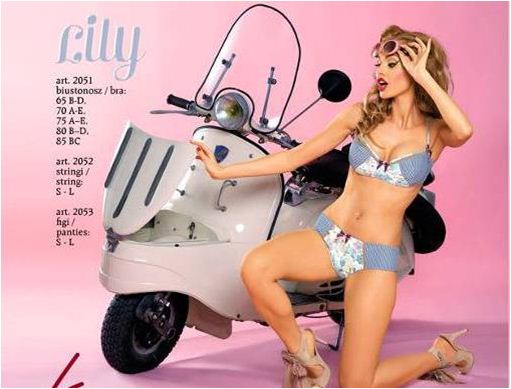 Lily
art. 2051
biustonosz / bra:
65 B-D.
70 A-E.
75 A-E.
80 B-D.
85 BC
art. 2052
stringi /
string:
S - L
art. 2053
figi /
panties:
S - L